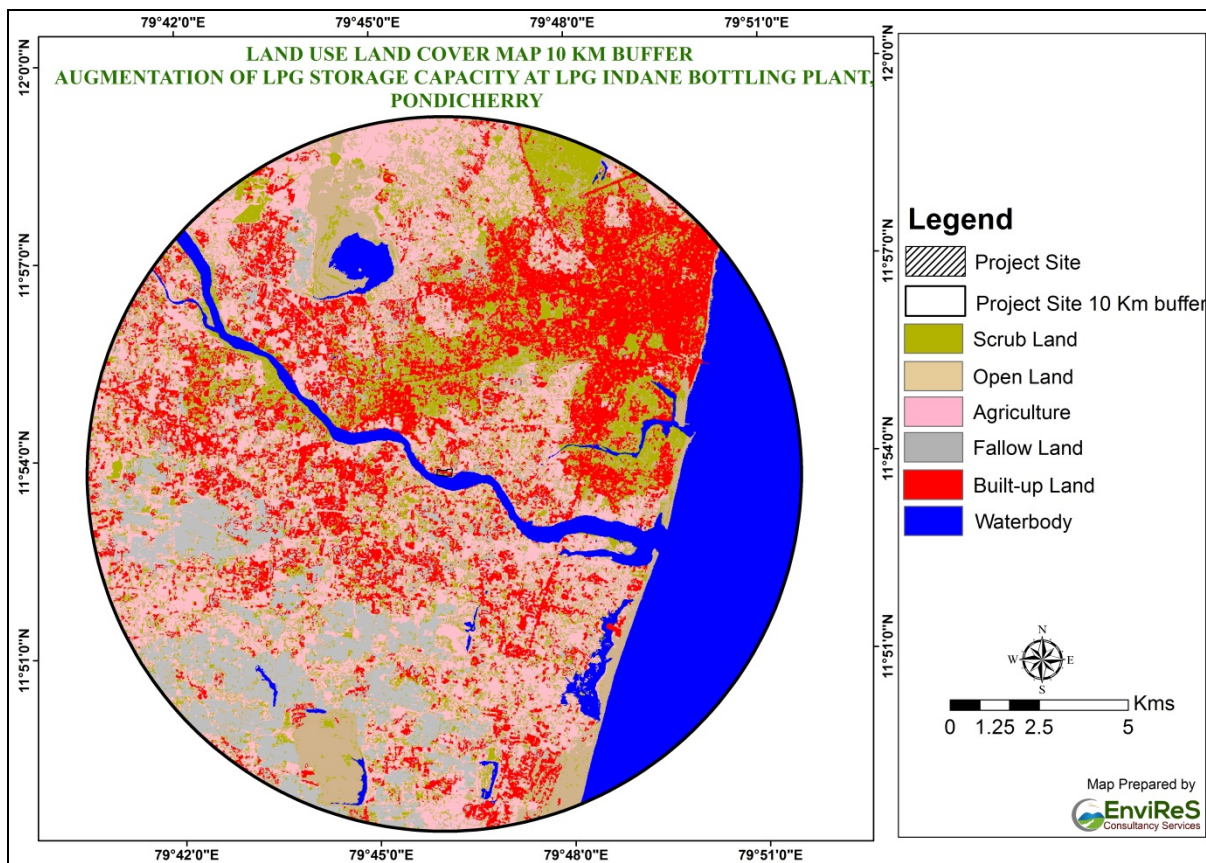 79°42'0"E 79°45'0"E 79°48'0"E 79°51'0"E
LAND USE LAND COVER MAP 10 KM BUFFER
AUGMENTATION OF LPG STORAGE CAPACITY AT LPG INDANE BOTTLING PLANT,
PONDICHERRY
12°0'0"N
11°57'0"N
11°54'0"N
11°51'0"N
12°0'0"N
11°57'0"N
11°54'0"N
11°51'0"N
79°42'0"E 79°45'0"E 79°48'0"E 79°51'0"E
Legend
Project Site
Project Site 10 Km buffer
Scrub Land
Open Land
Agriculture
Fallow Land
Built-up Land
Waterbody
N
W E
S
Kms
0 1.25 2.5 5
Map Prepared by
EnviReS
Consultancy Services